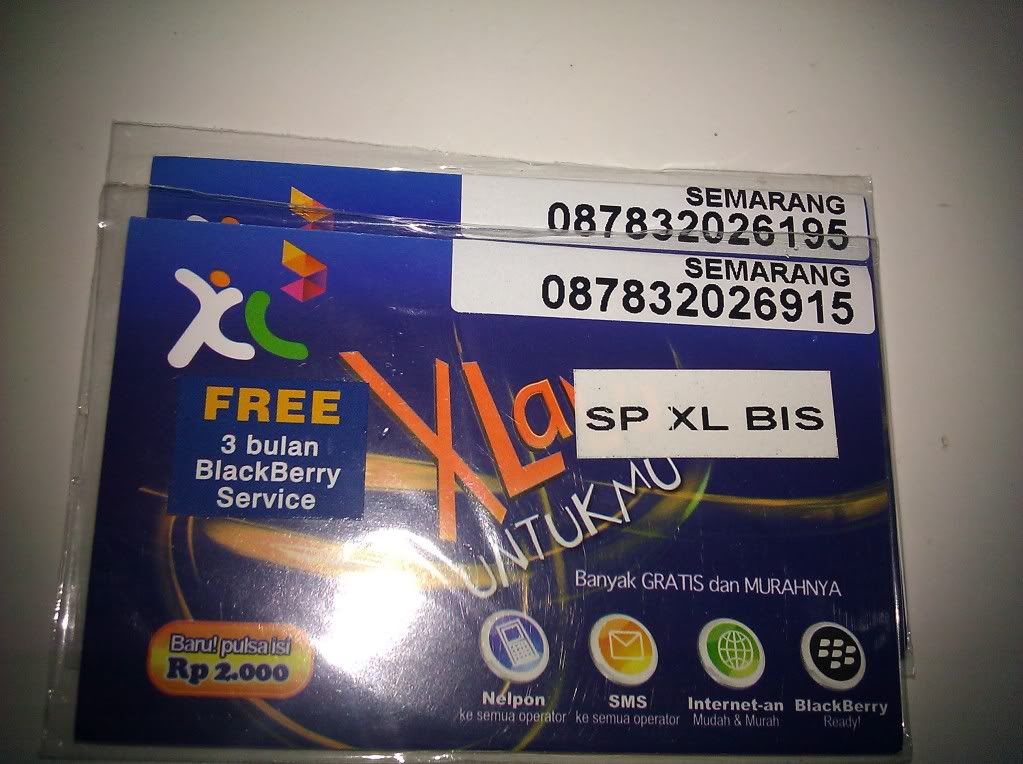 SEMARANG
087832026195
SEMARANG
087832026915
XL
FREE
3 bulan
BlackBerry
Service
SP XL BIS
UNTUKMU
Banyak GRATIS dan MURAHNYA
Baru! pulsa isi
Rp 2.000
Nelpon
ke semua operator
SMS
ke semua operator
Internet-an
Mudah & Murah
BlackBerry
Ready!